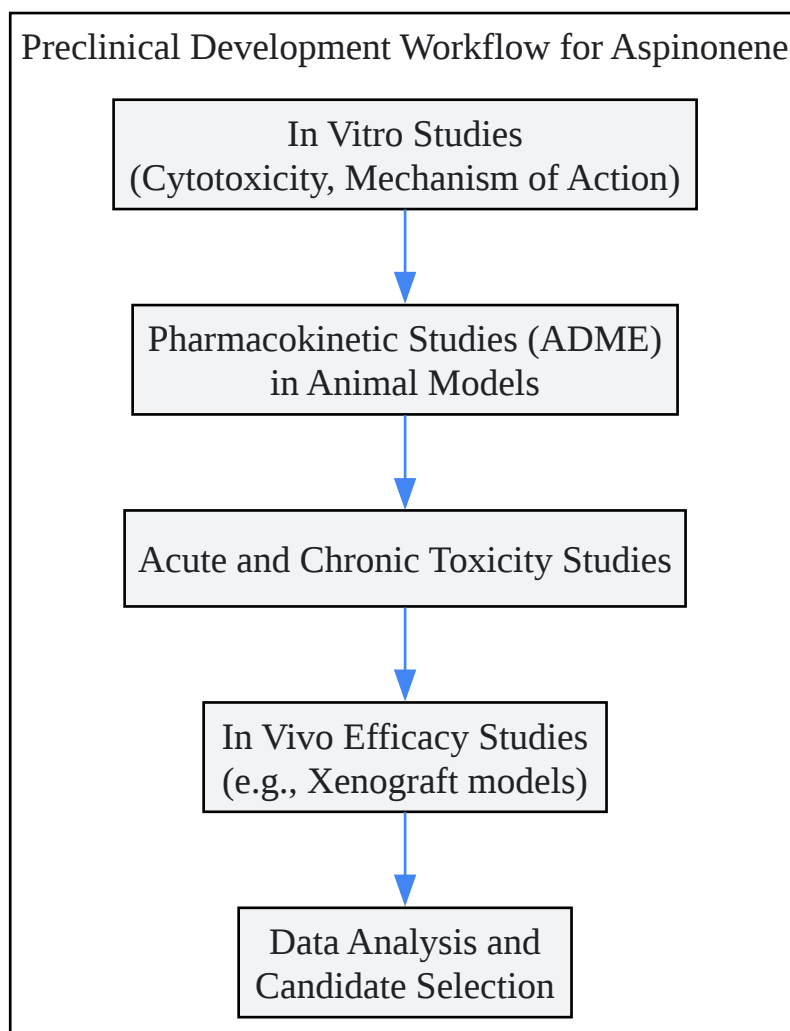 Preclinical Development Workflow for Aspinonene
In Vitro Studies
(Cytotoxicity, Mechanism of Action)
Pharmacokinetic Studies (ADME)
in Animal Models
Acute and Chronic Toxicity Studies
In Vivo Efficacy Studies
(e.g., Xenograft models)
Data Analysis and
Candidate Selection